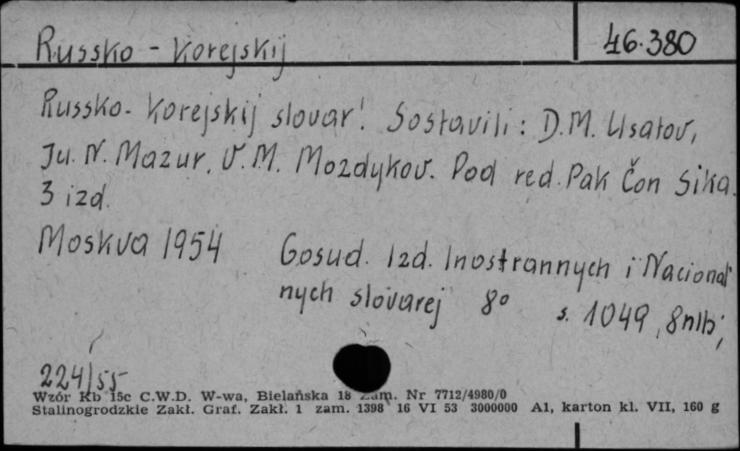 Russko - Korejskij 46.380
Russko-Korejskij slovar'. Sostavili: D.M. Usatov,
Ju. N. Mazur, V.M. Mozdykov. Pod red. Pak Čon Sika.
3 izd.
Moskva 1954 Gosud. Izd. Inostrannych i Nacional'
nych slovarej 8° s. 1049, 8nlb,
224/55
Wzór Kb 15c C.W.D. W-wa, Bielańska 18 Zam. Nr 7712/4980/0
Stalinogrodzkie Zakł. Graf. Zakł. 1 zam. 1398 16 VI 53 3000000 A1, karton kl. VII, 160 g